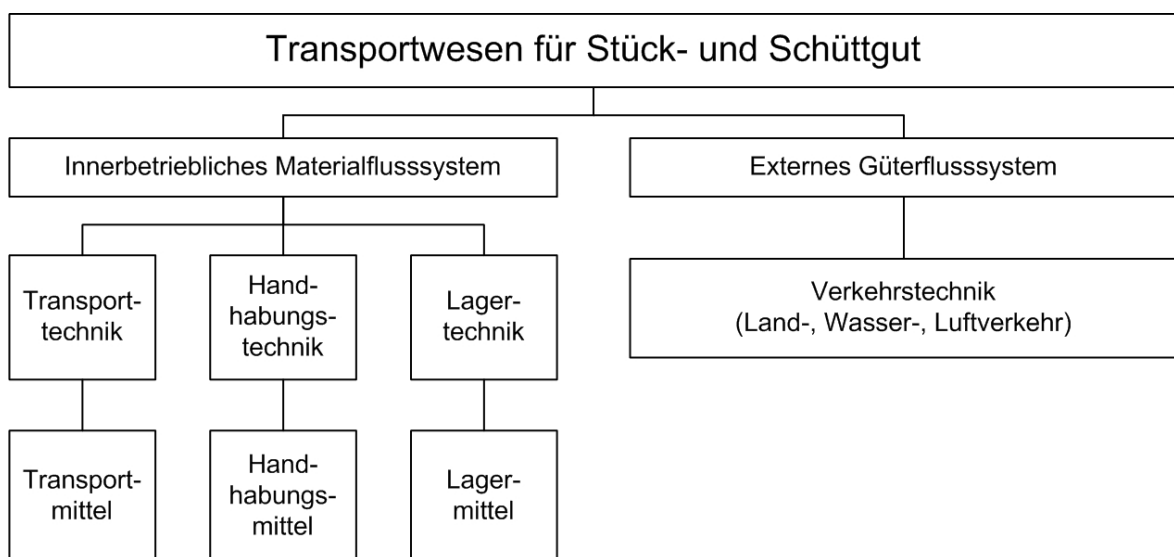 Transportwesen für Stück- und Schüttgut
Innerbetriebliches Materialflusssystem
Externes Güterflusssystem
Transport-
technik
Hand-
habungs-
technik
Lager-
technik
Verkehrstechnik
(Land-, Wasser-, Luftverkehr)
Transport-
mittel
Hand-
habungs-
mittel
Lager-
mittel